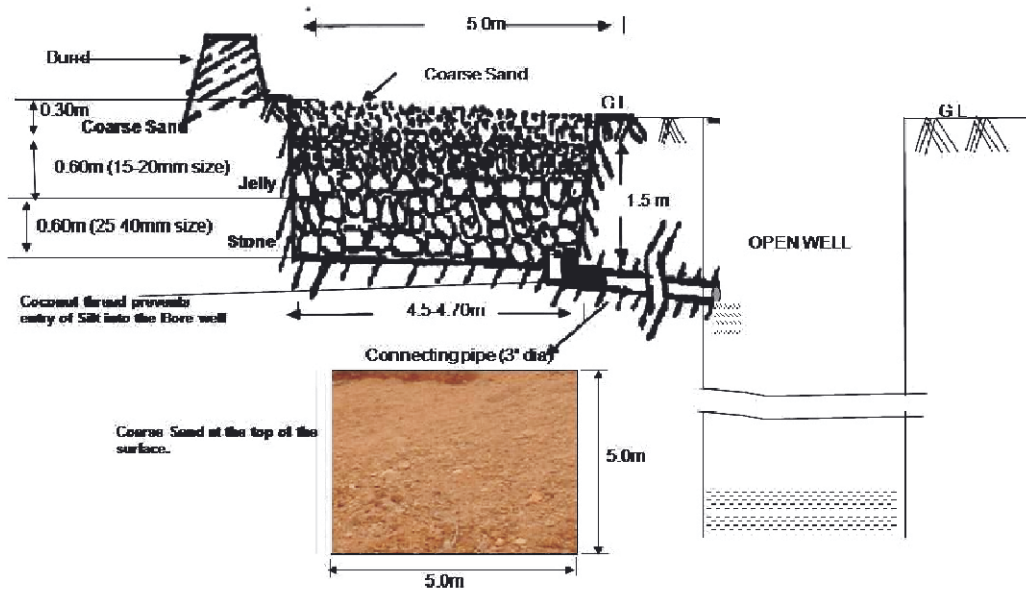 5.0m
Bund
Coarse Sand
0.30m
Coarse Sand
G L
G L
0.60m (15-20mm size)
Jelly
1.5 m
0.60m (25 40mm size)
Stone
OPEN WELL
Coconut thread prevents
entry of Silt into the Bore well
4.5-4.70m
Connecting pipe (3" dia)
Coarse Sand at the top of the
surface.
5.0m
5.0m